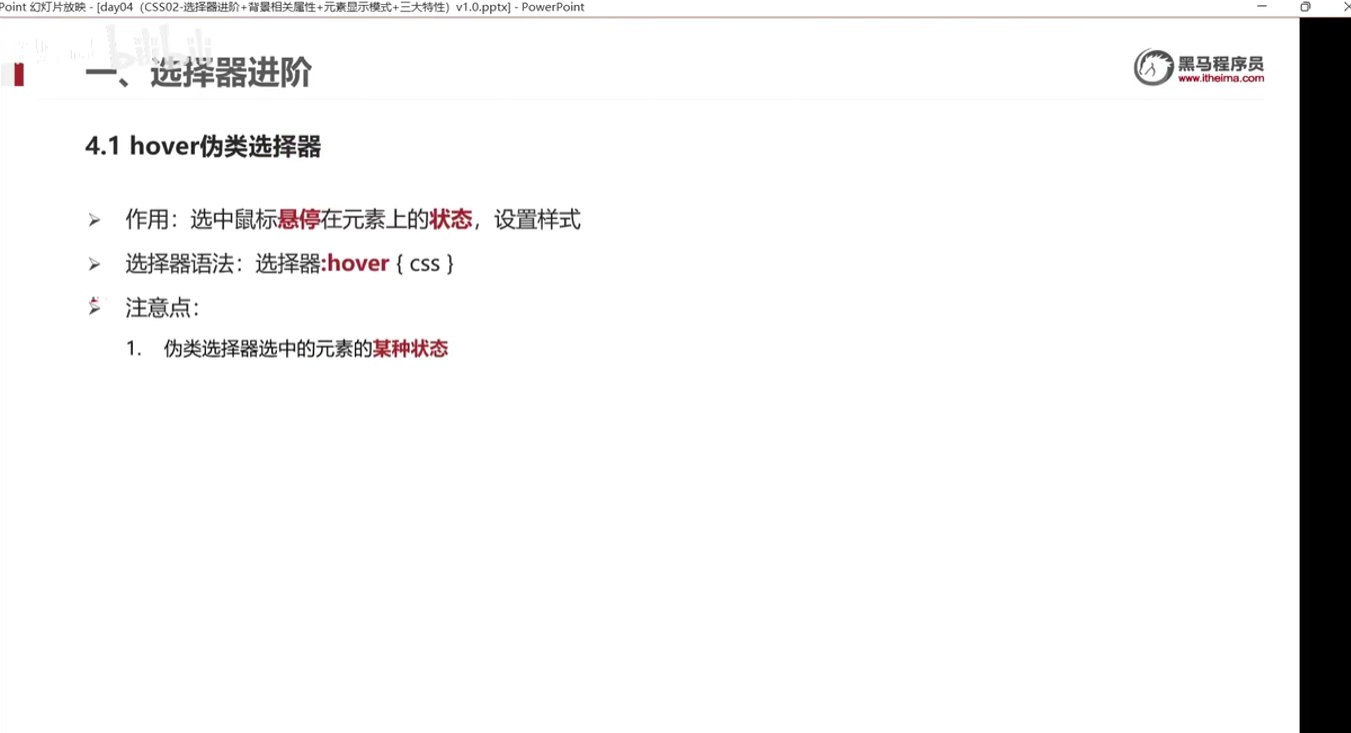 Point 幻灯片放映 - [day04（CSS02-选择器进阶+背景相关属性+元素显示模式+三大特性）v1.0.pptx] - PowerPoint
bilibili
一、选择器进阶
黑马程序员
www.itheima.com
4.1 hover伪类选择器
作用：选中鼠标悬停在元素上的状态，设置样式
选择器语法：选择器:hover { css }
注意点：
1. 伪类选择器选中的元素的某种状态